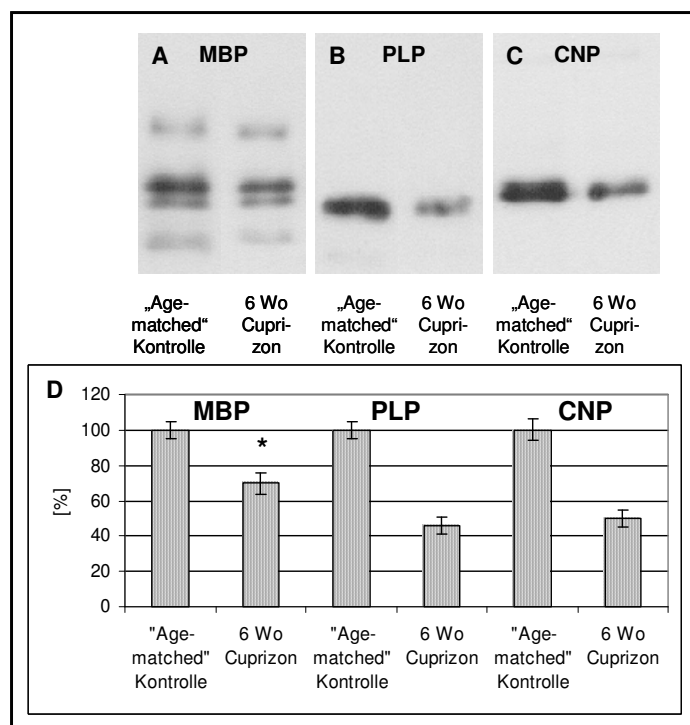 A MBP
B PLP
C CNP
„Age-
matched“
Kontrolle
6 Wo
Cupri-
zon
„Age-
matched“
Kontrolle
6 Wo
Cupri-
zon
„Age-
matched“
Kontrolle
6 Wo
Cupri-
zon
D
MBP
PLP
CNP
*
[%]
120
100
80
60
40
20
0
"Age-
matched"
Kontrolle
6 Wo
Cuprizon
"Age-
matched"
Kontrolle
6 Wo
Cuprizon
"Age-
matched"
Kontrolle
6 Wo
Cuprizon